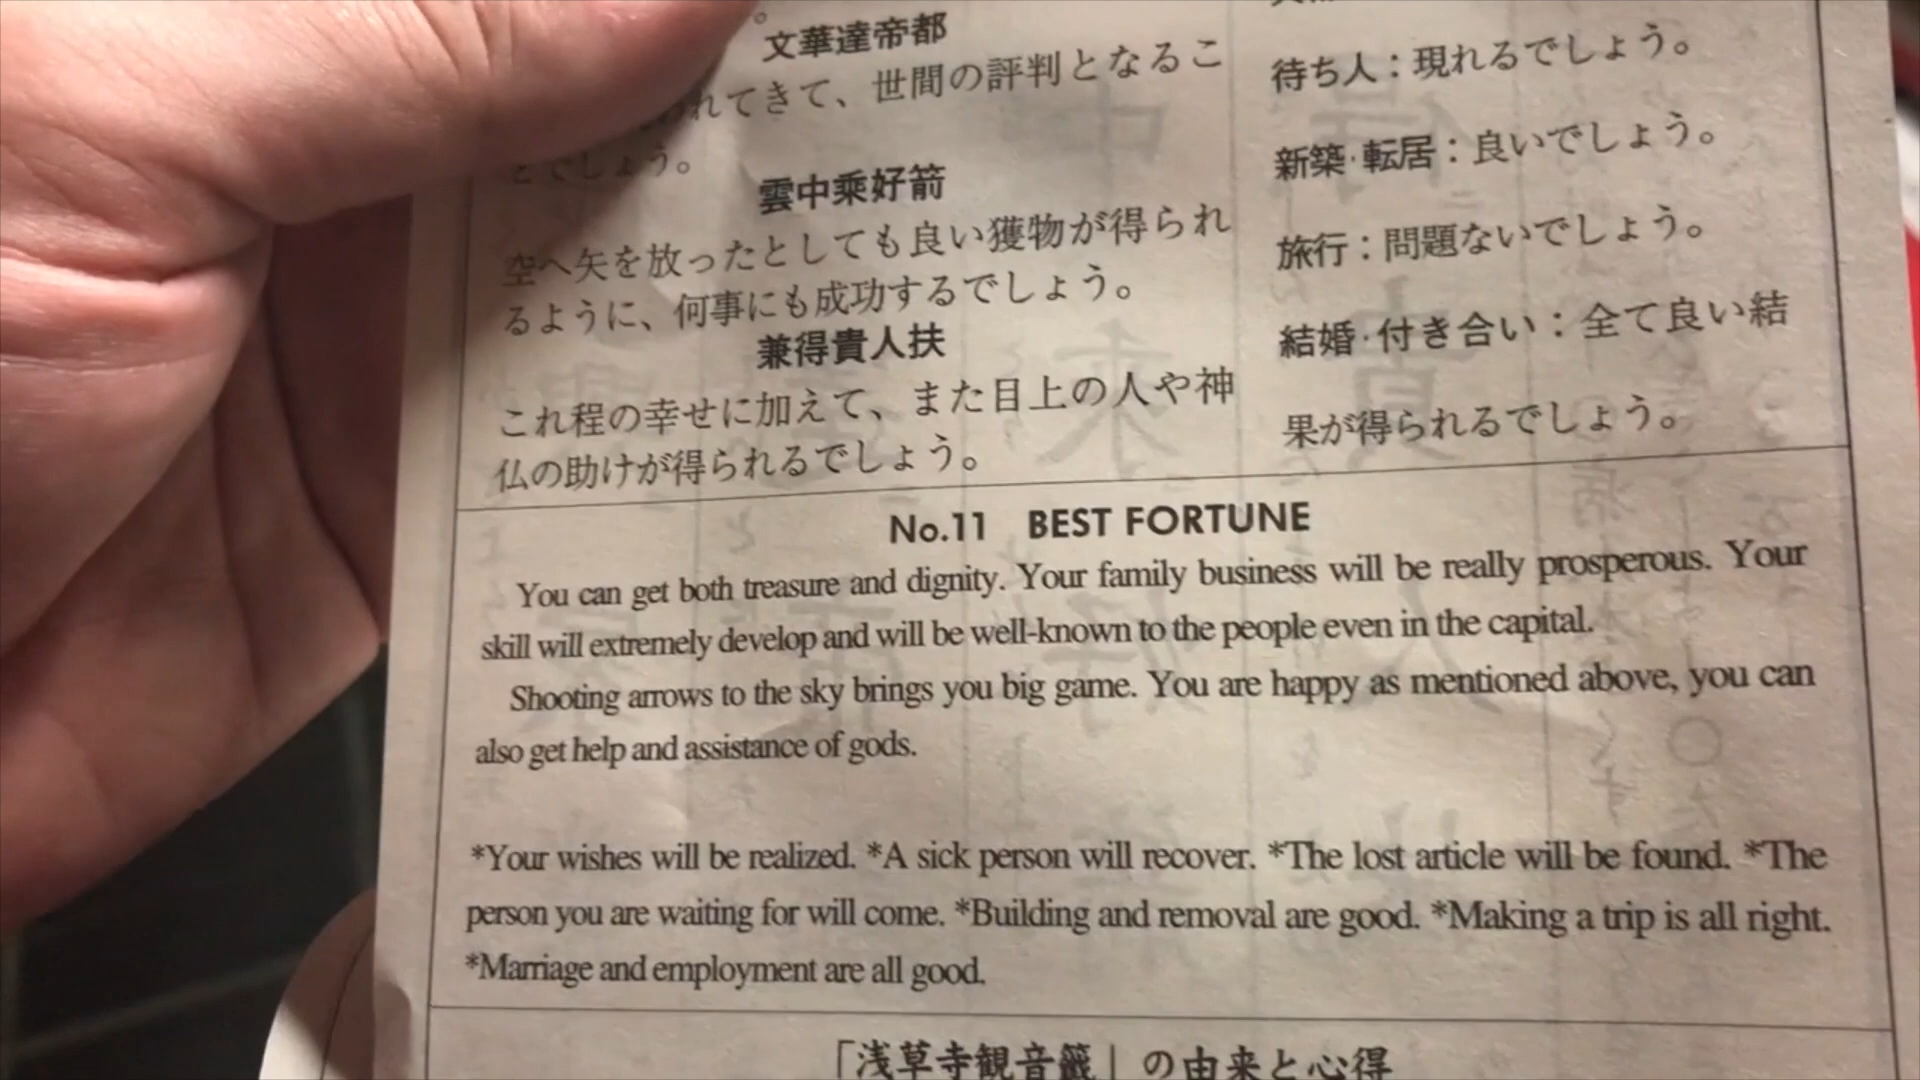 文華達帝都
れてきて、世間の評判となるこ
とでしょう。
雲中乗好箭
空へ矢を放ったとしても良い獲物が得られ
るように、何事にも成功するでしょう。
兼得貴人扶
これ程の幸せに加えて、また目上の人や神
仏の助けが得られるでしょう。
待ち人：現れるでしょう。
新築・転居：良いでしょう。
旅行：問題ないでしょう。
結婚・付き合い：全て良い結
果が得られるでしょう。
No.11 BEST FORTUNE
You can get both treasure and dignity. Your family business will be really prosperous. Your
skill will extremely develop and will be well-known to the people even in the capital.
Shooting arrows to the sky brings you big game. You are happy as mentioned above, you can
also get help and assistance of gods.
*Your wishes will be realized. *A sick person will recover. *The lost article will be found. *The
person you are waiting for will come. *Building and removal are good. *Making a trip is all right.
*Marriage and employment are all good.
「浅草寺観音籤」の由来と心得